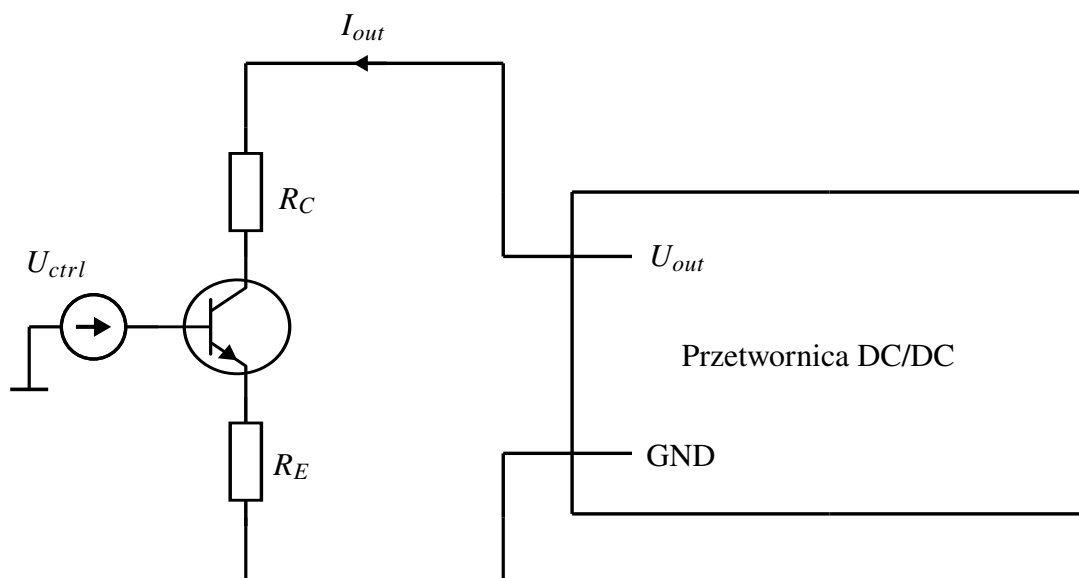 I_out
R_C
U_ctrl
U_out
Przetwornica DC/DC
R_E
GND